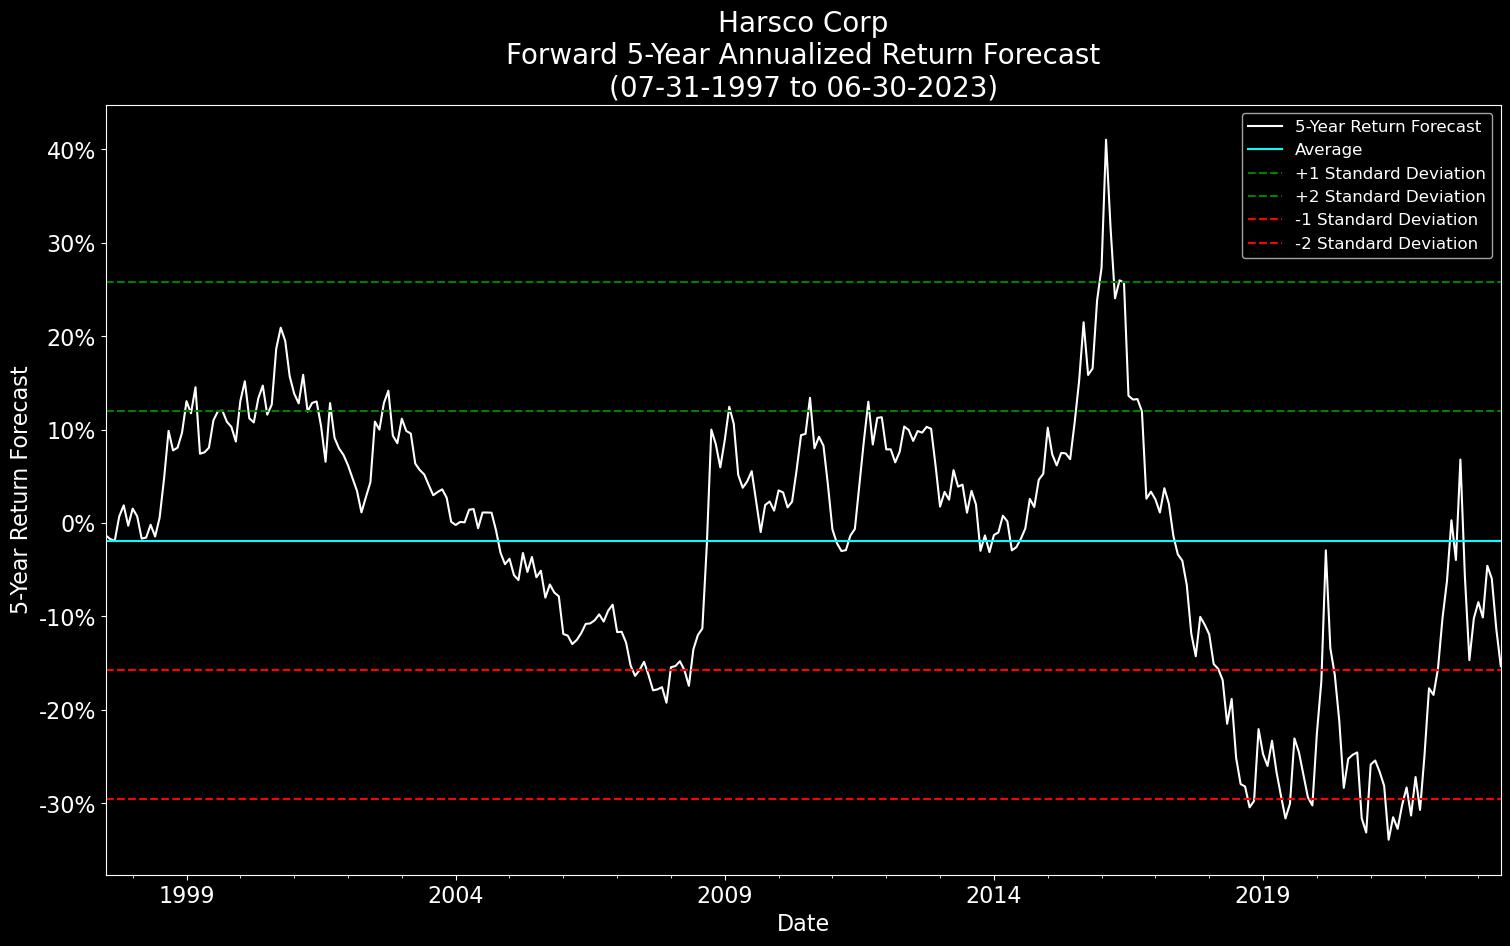 Harsco Corp
Forward 5-Year Annualized Return Forecast
(07-31-1997 to 06-30-2023)
5-Year Return Forecast
Average
+1 Standard Deviation
+2 Standard Deviation
-1 Standard Deviation
-2 Standard Deviation
40%
30%
20%
10%
0%
-10%
-20%
-30%
5-Year Return Forecast
1999 2004 2009 2014 2019
Date